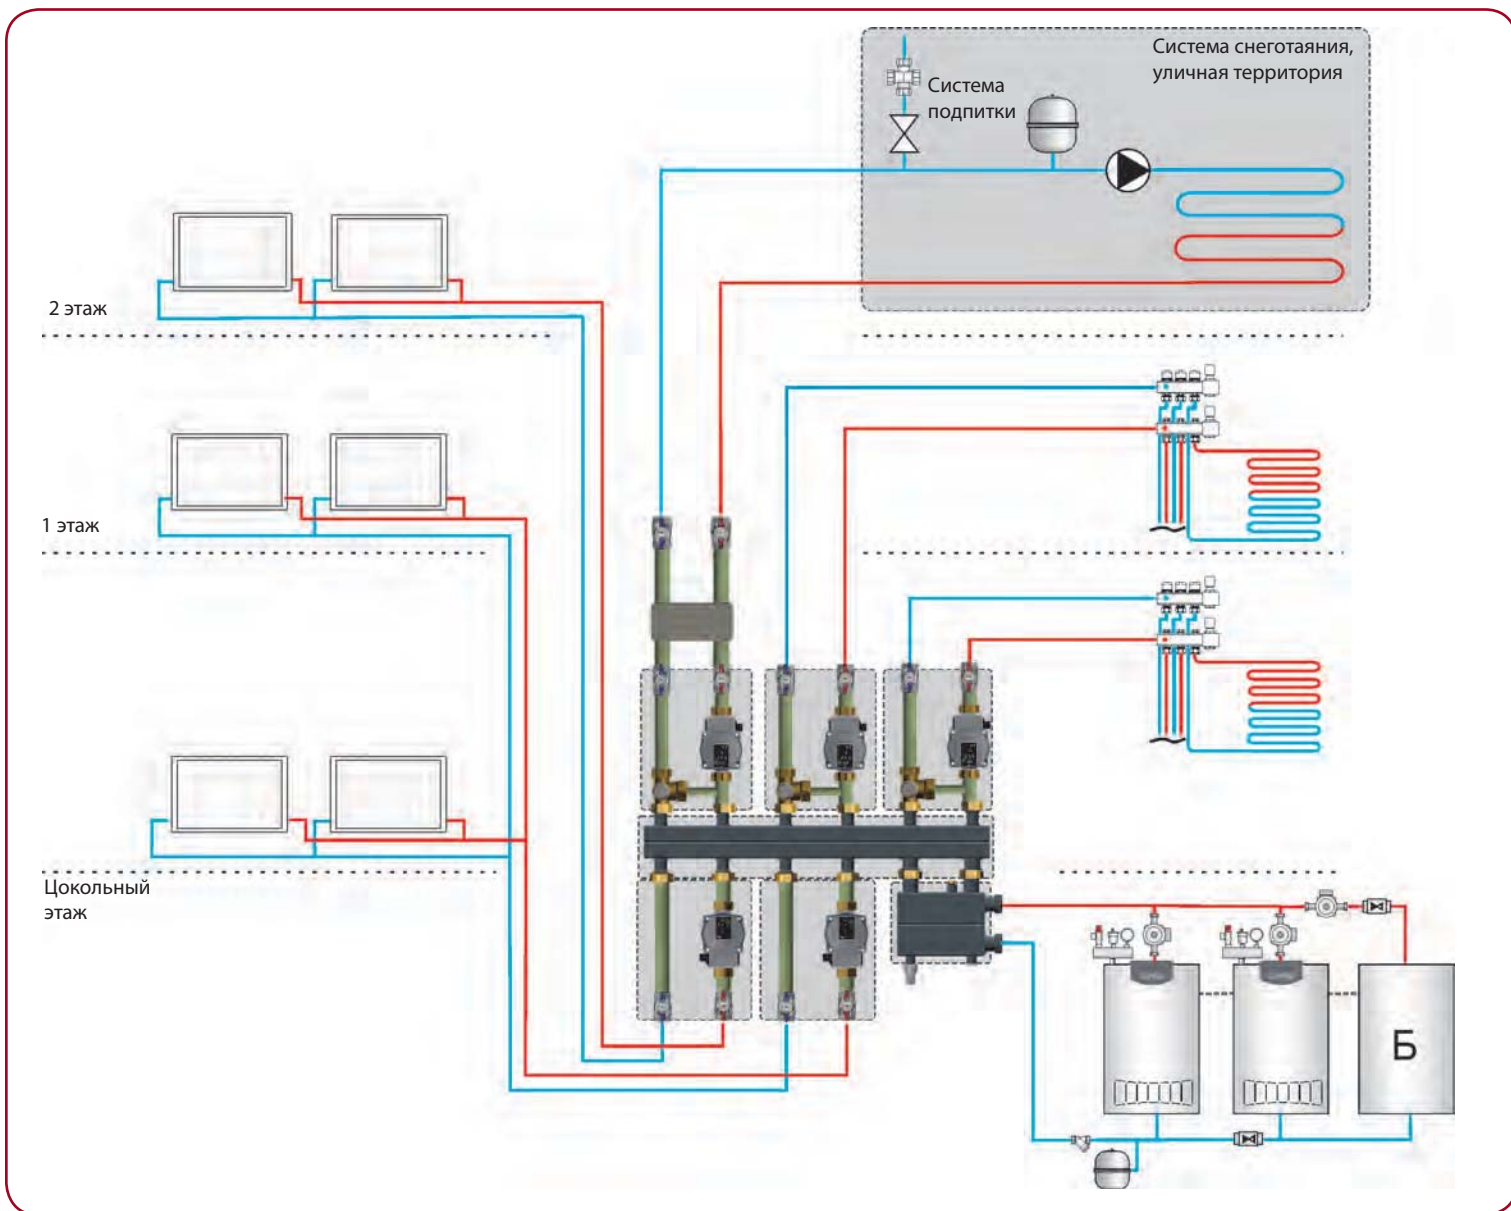 Система снеготаяния,
уличная территория
Система
подпитки
2 этаж
1 этаж
Цокольный
этаж
Б